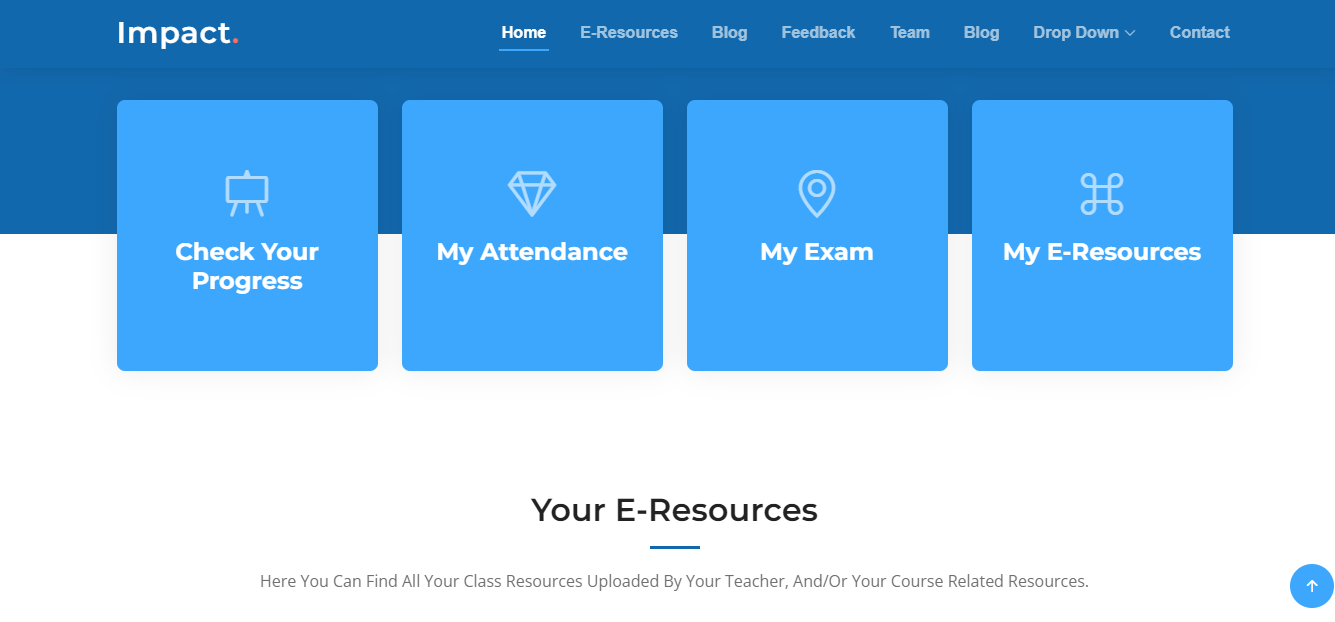 Impact.
Home E-Resources Blog Feedback Team Blog Drop Down Contact
Check Your
Progress
My Attendance
My Exam
My E-Resources
Your E-Resources
Here You Can Find All Your Class Resources Uploaded By Your Teacher, And/Or Your Course Related Resources.